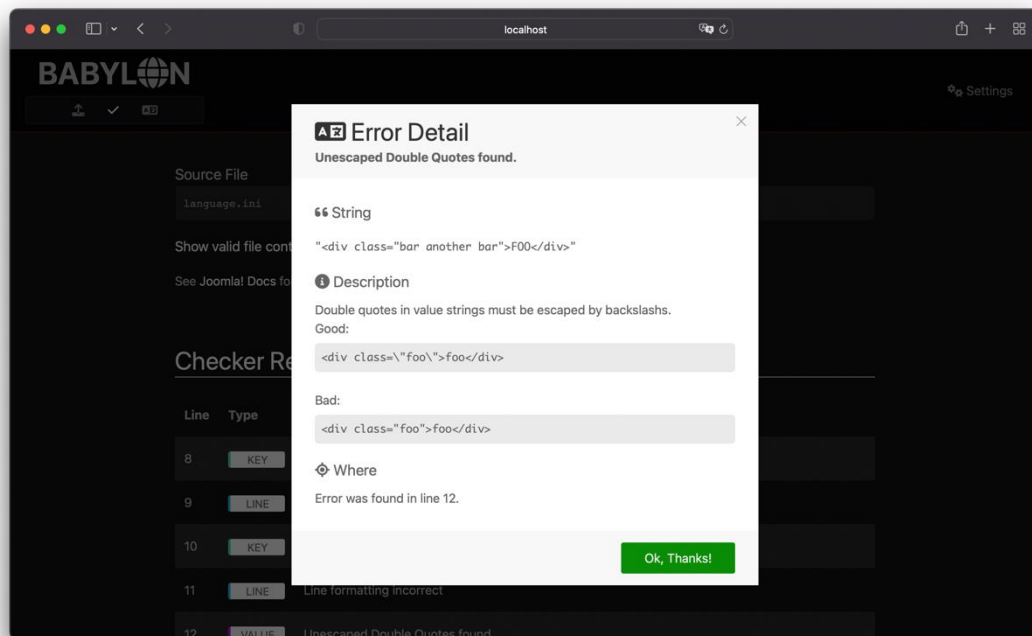 localhost
BABYLON
Settings
Source File
language.ini
Show valid file cont
See Joomla! Docs fo
Checker Re
Line Type
8 KEY
9 LINE
10 KEY
11 LINE Line formatting incorrect
12 VALUE Unescaped Double Quotes found
Error Detail
Unescaped Double Quotes found.
String
"<div class="bar another bar">FOO</div>"
Description
Double quotes in value strings must be escaped by backslashs.
Good:
<div class=\"foo\">foo</div>
Bad:
<div class="foo">foo</div>
Where
Error was found in line 12.
Ok, Thanks!